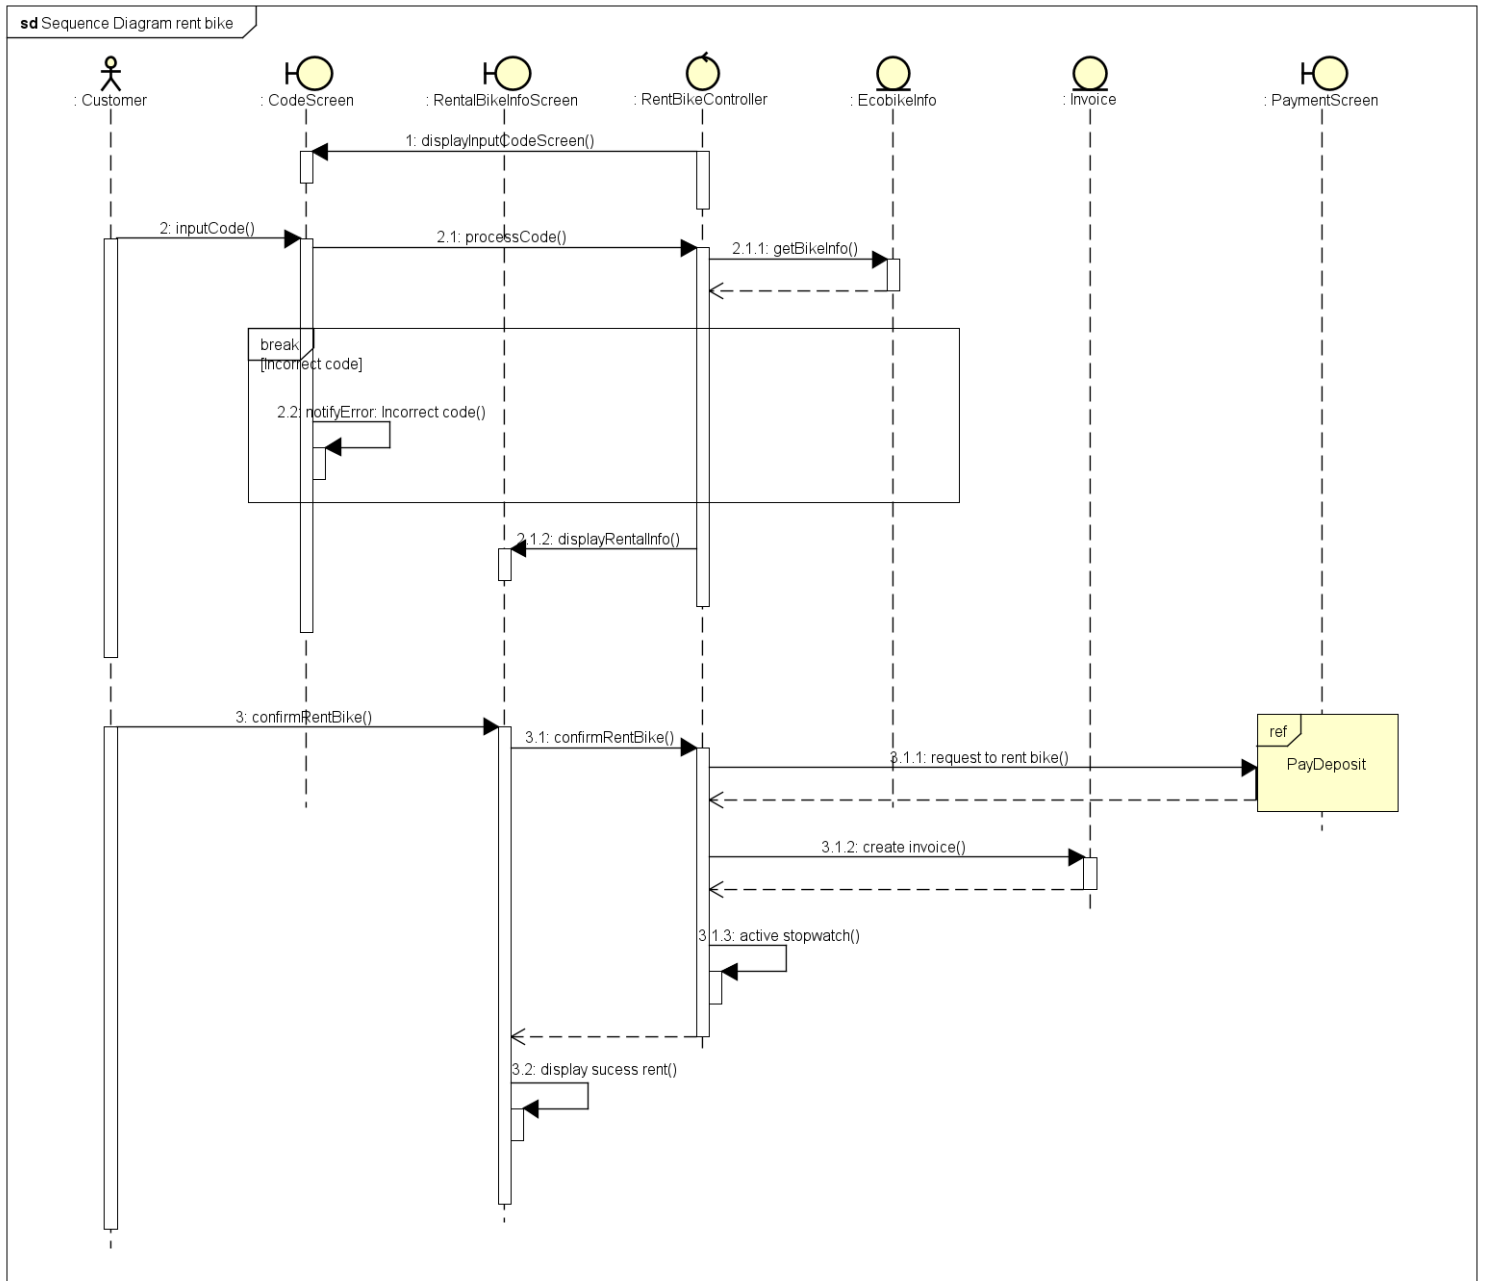 sd Sequence Diagram rent bike
: Customer
: CodeScreen
: RentalBikeInfoScreen
: RentBikeController
: EcobikeInfo
: Invoice
: PaymentScreen
1: displayInputCodeScreen()
2: inputCode()
2.1: processCode()
2.1.1: getBikeInfo()
break
[Incorrect code]
2.2: notifyError: Incorrect code()
2.1.2: displayRentalInfo()
3: confirmRentBike()
3.1: confirmRentBike()
ref
PayDeposit
3.1.1: request to rent bike()
3.1.2: create invoice()
3.1.3: active stopwatch()
3.2: display sucess rent()